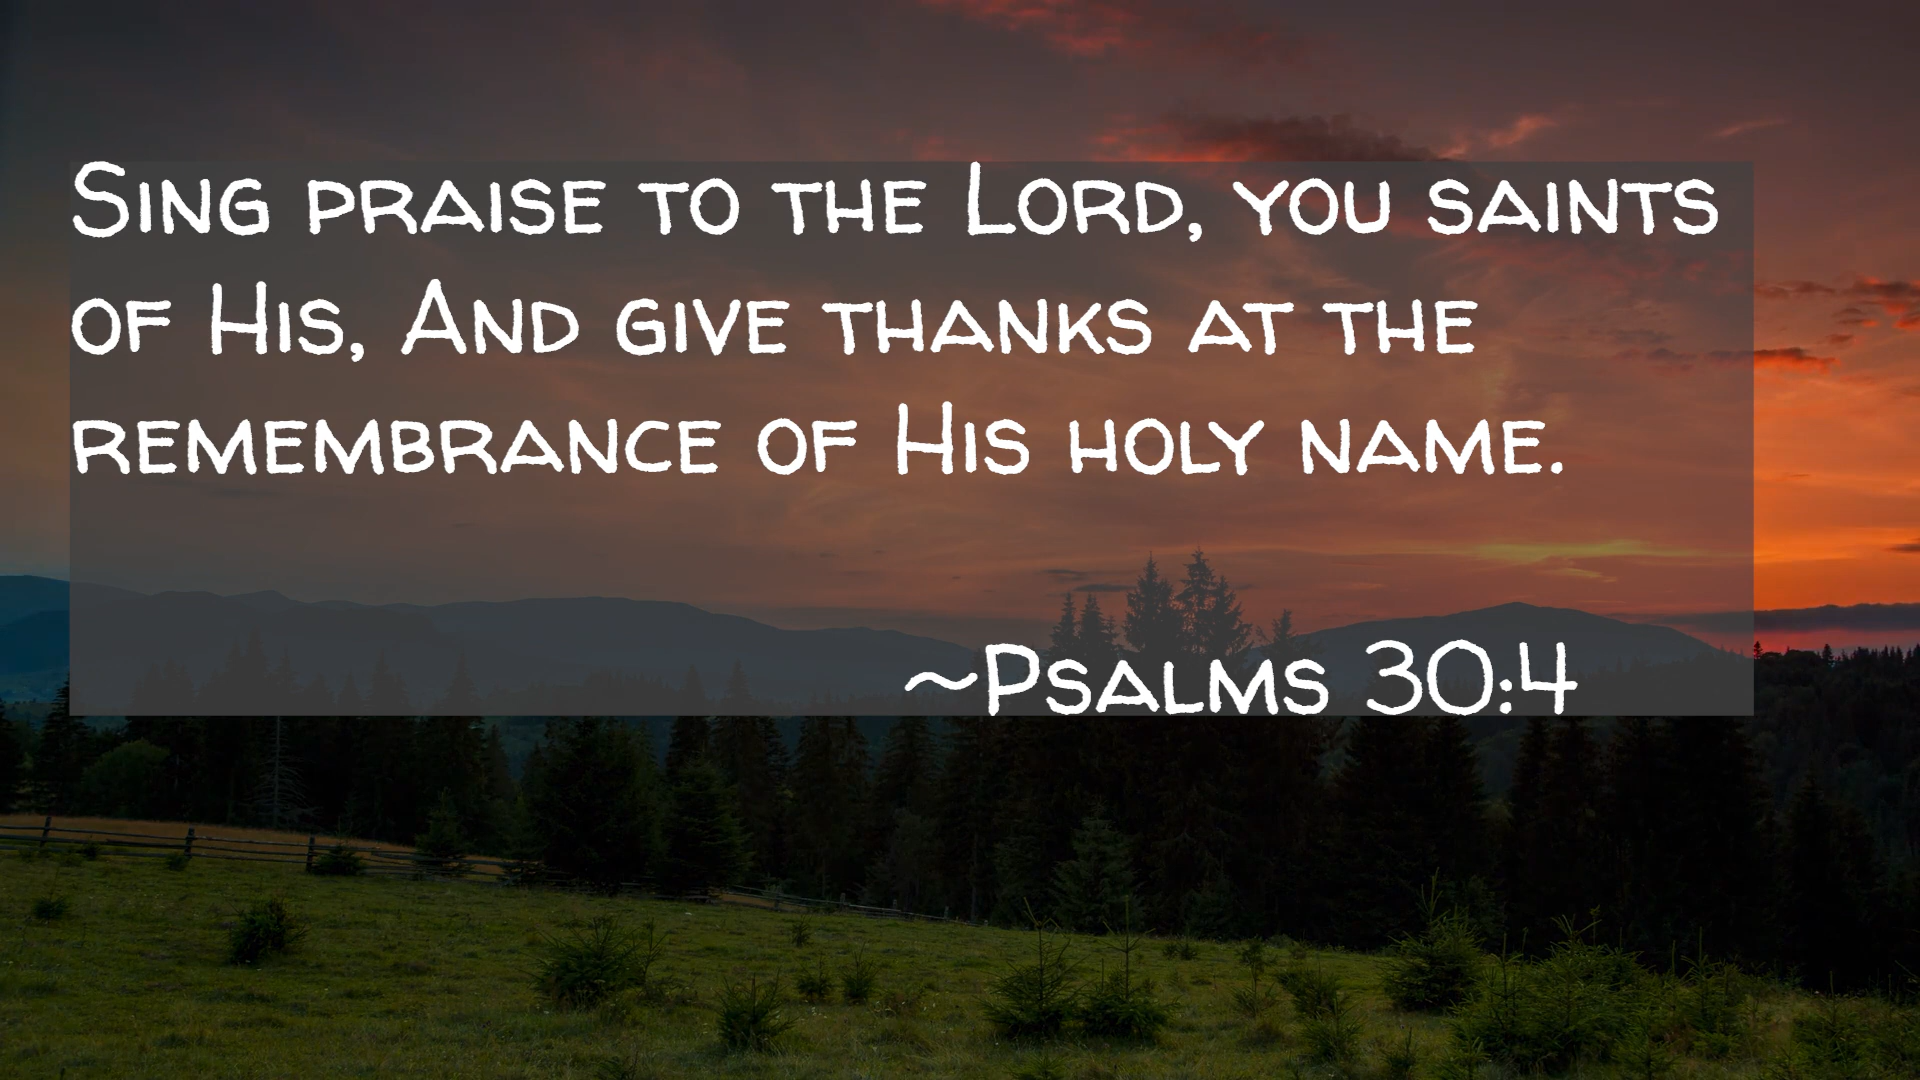 Sing praise to the Lord, you saints
of His, And give thanks at the
remembrance of His holy name.
~Psalms 30:4